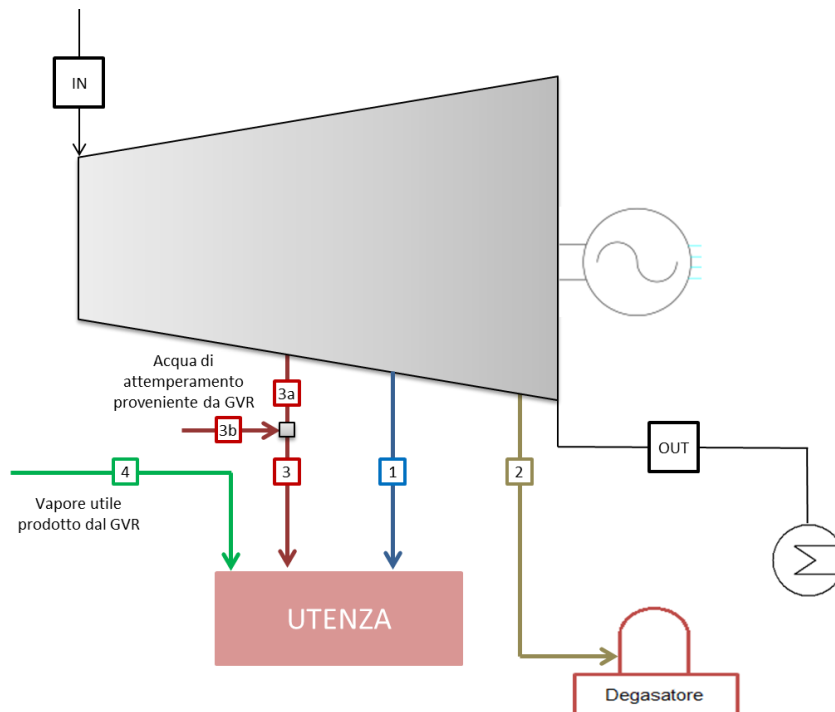 IN
Acqua di
attemperamento
proveniente da GVR
3a
3b
4
3
1
2
OUT
Vapore utile
prodotto dal GVR
UTENZA
Degasatore